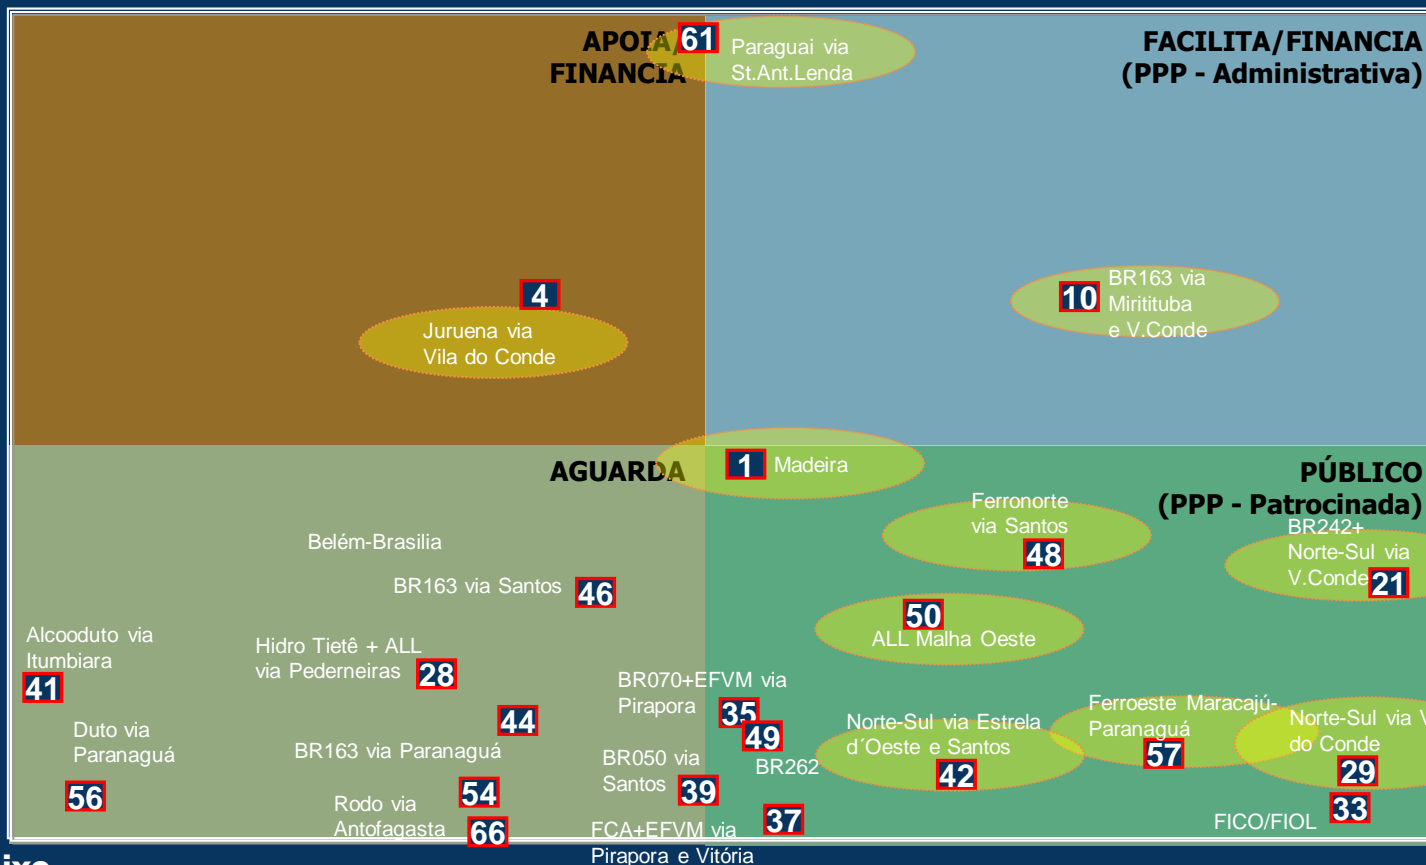 APOIA/
FINANCIA
61
Paraguai via
St.Ant.Lenda
FACILITA/FINANCIA
(PPP - Administrativa)
4
Juruena via
Vila do Conde
10
BR163 via
Miritituba
e V.Conde
AGUARDA
1
Madeira
PÚBLICO
(PPP - Patrocinada)
Ferronorte
via Santos
48
BR242+
Norte-Sul via
V.Conde
21
Belém-Brasilia
BR163 via Santos
46
50
ALL Malha Oeste
Alcooduto via
Itumbiara
41
Hidro Tietê + ALL
via Pederneiras
28
BR070+EFVM via
Pirapora
35
44
49
BR262
Duto via
Paranaguá
56
BR163 via Paranaguá
54
BR050 via
Santos
39
Norte-Sul via Estrela
d´Oeste e Santos
42
Ferroeste Maracajú-
Paranaguá
57
Norte-Sul via V
do Conde
29
Rodo via
Antofagasta
66
FCA+EFVM via
Pirapora e Vitória
37
FICO/FIOL
33